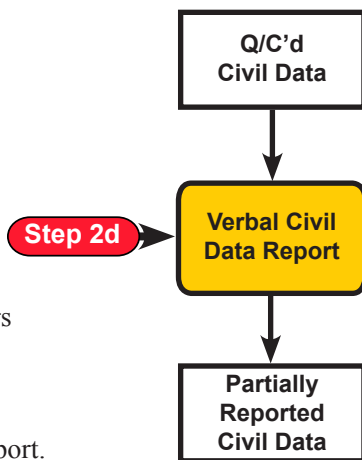 Q/C’d
Civil Data
Step 2d
Verbal Civil
Data Report
Partially
Reported
Civil Data